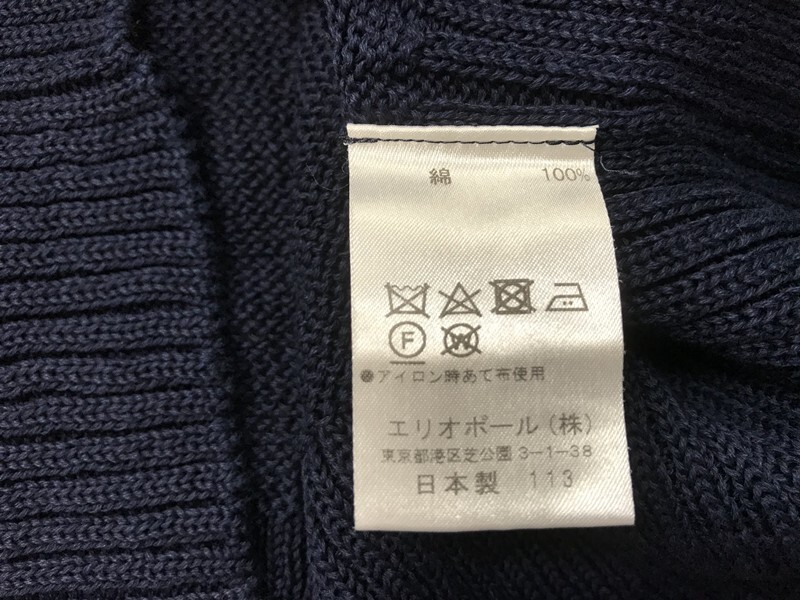 綿 100%
F W
●アイロン時あて布使用
エリオポール(株)
東京都港区芝公園 3-1-38
日本製 113